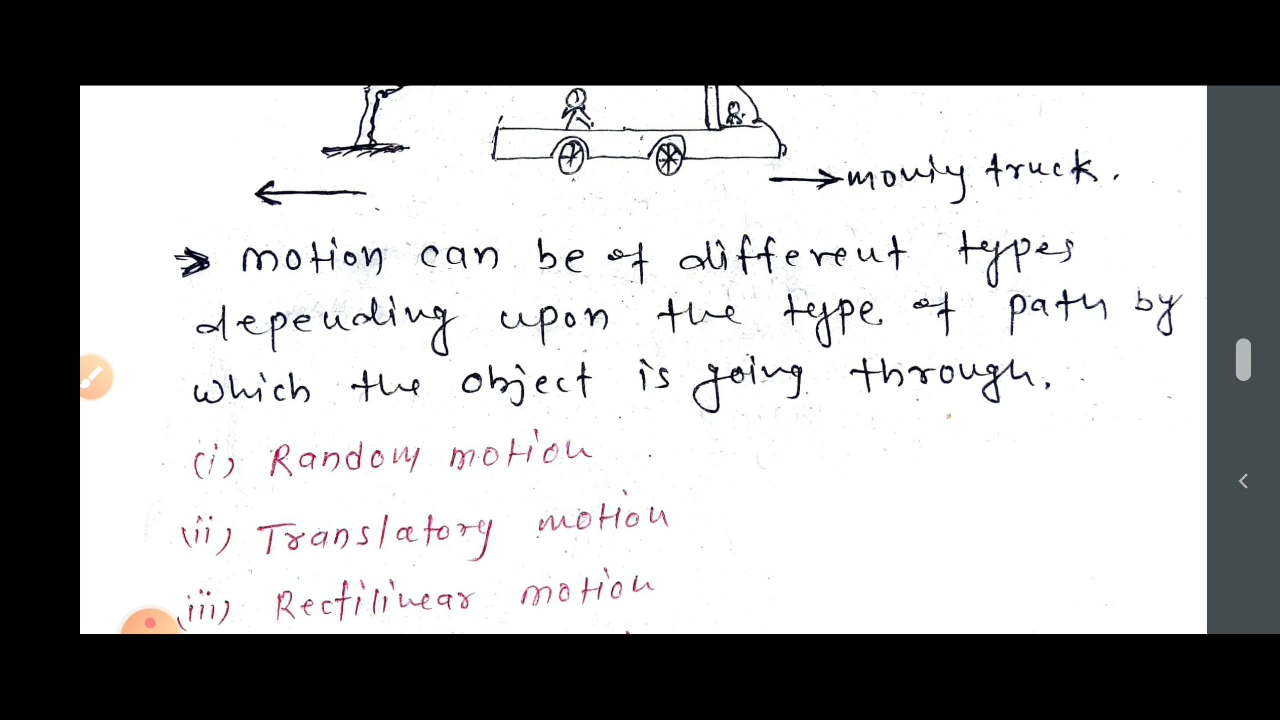 moving truck.
motion can be of different types
depending upon the type of path by
which the object is going through.
(i) Random motion
(ii) Translatory motion
(iii) Rectilinear motion